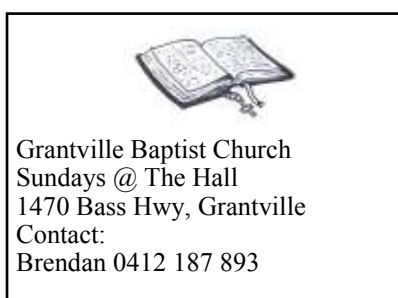 Grantville Baptist Church
Sundays @ The Hall
1470 Bass Hwy, Grantville
Contact:
Brendan 0412 187 893